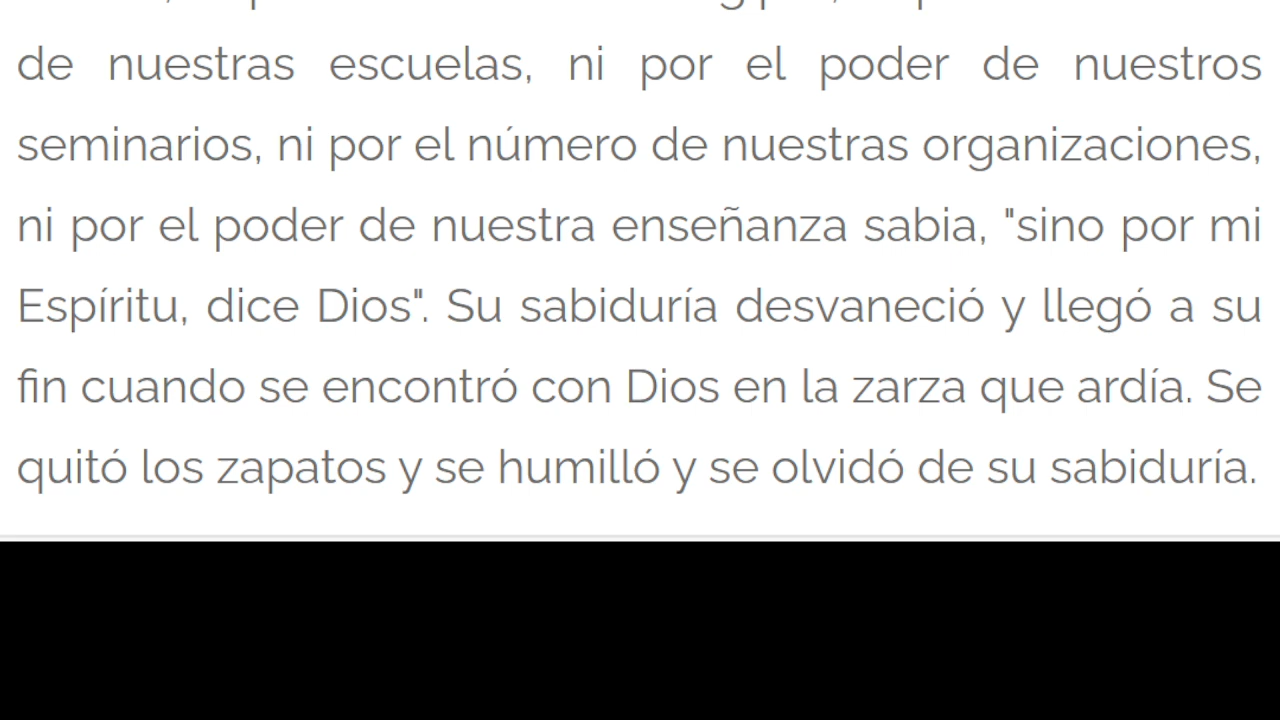 de nuestras escuelas, ni por el poder de nuestros
seminarios, ni por el número de nuestras organizaciones,
ni por el poder de nuestra enseñanza sabia, "sino por mi
Espíritu, dice Dios". Su sabiduría desvaneció y llegó a su
fin cuando se encontró con Dios en la zarza que ardía. Se
quitó los zapatos y se humilló y se olvidó de su sabiduría.